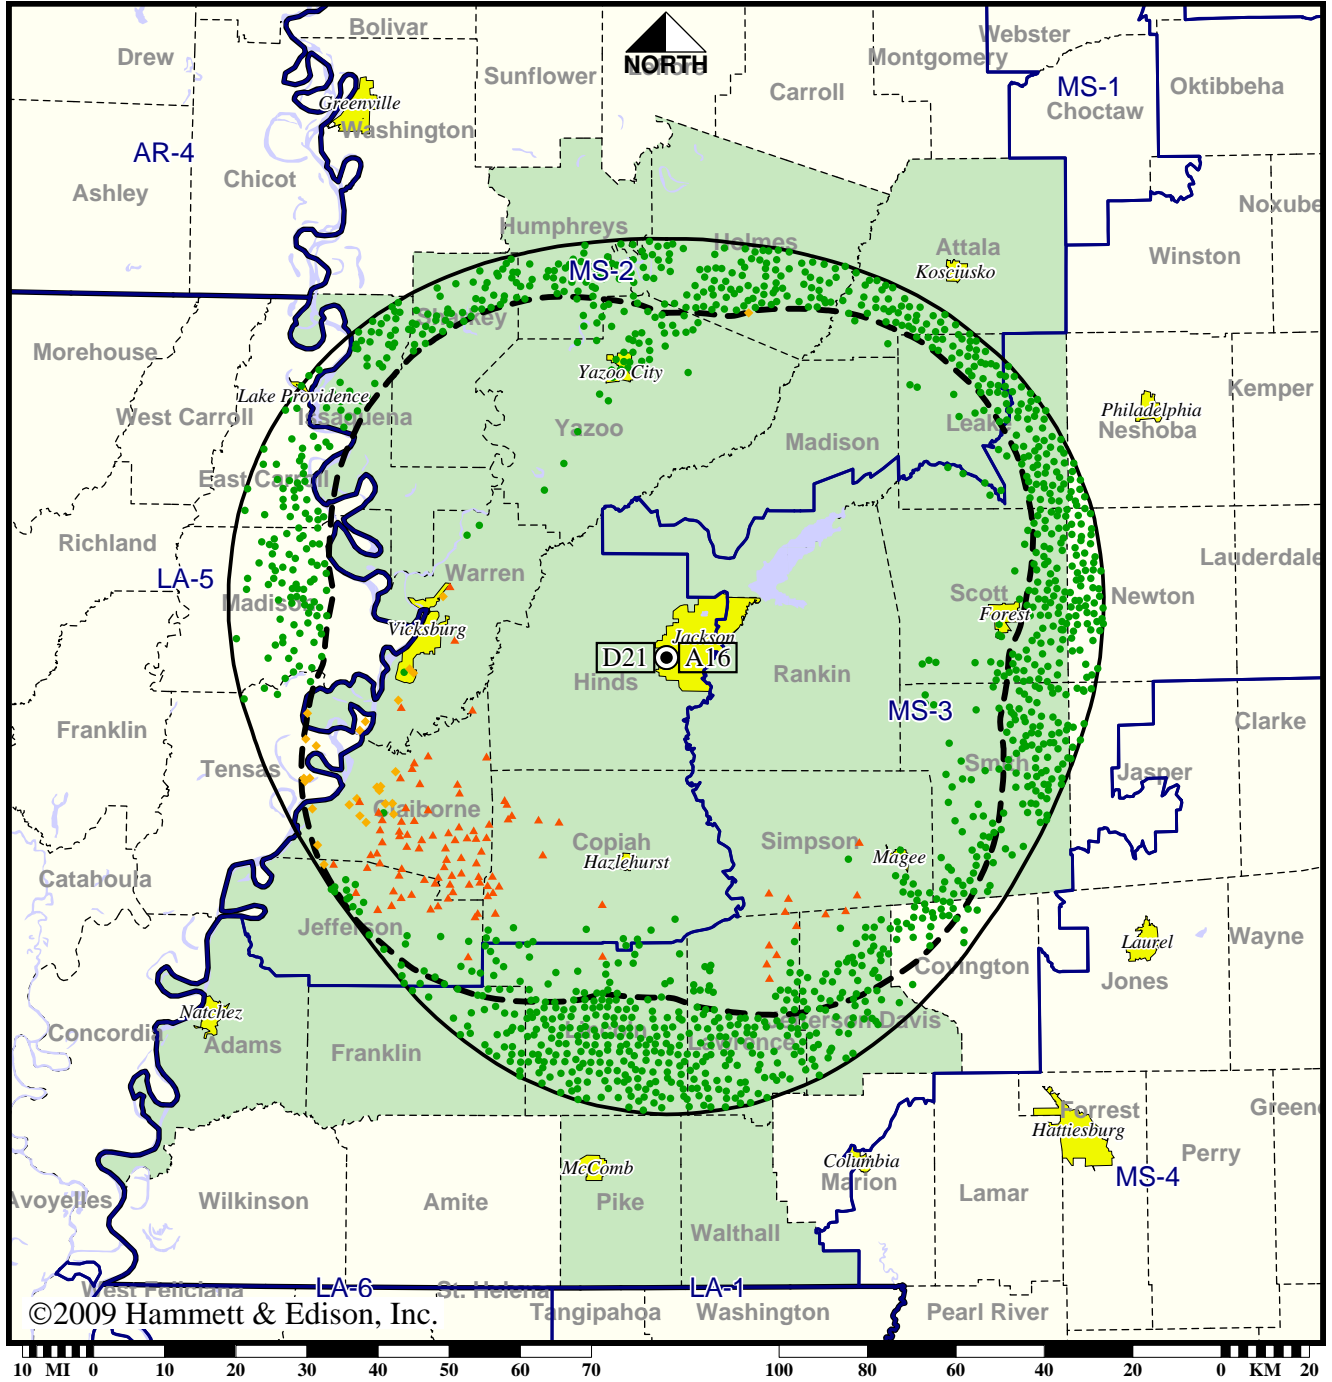 Bolivar
Webster
Drew
NORTH
Leflore
Montgomery
Sunflower
Carroll
MS-1
Oktibbeha
Greenville
Choctaw
Washington
AR-4
Chicot
Ashley
Noxube
Humphreys
Holmes
Attala
Winston
MS-2
Kosciusko
Sharkey
Morehouse
Yazoo City
Kemper
Lake Providence
West Carroll
Issaquena
Yazoo
Madison
Leake
Philadelphia
Neshoba
East Carroll
Richland
Lauderdale
LA-5
Warren
Madison
Scott
Newton
Vicksburg
Forest
Jackson
D21
A16
Hinds
Rankin
MS-3
Franklin
Clarke
Tensas
Smith
Jasper
Claiborne
Copiah
Simpson
Hazlehurst
Magee
Catahoula
Jefferson
Laurel
Wayne
Covington
Jones
Natchez
Concordia
Adams
Franklin
Lincoln
Lawrence
Jefferson Davis
Forrest
Greene
Hattiesburg
Perry
McComb
Columbia
MS-4
Avoyelles
Wilkinson
Amite
Pike
Marion
Lamar
Walthall
West Feliciana
LA-6
St. Helena
LA-1
©2009 Hammett & Edison, Inc.
Tangipahoa
Washington
Pearl River
10 MI 0 10 20 30 40 50 60 70
100 80 60 40 20 0 KM 20